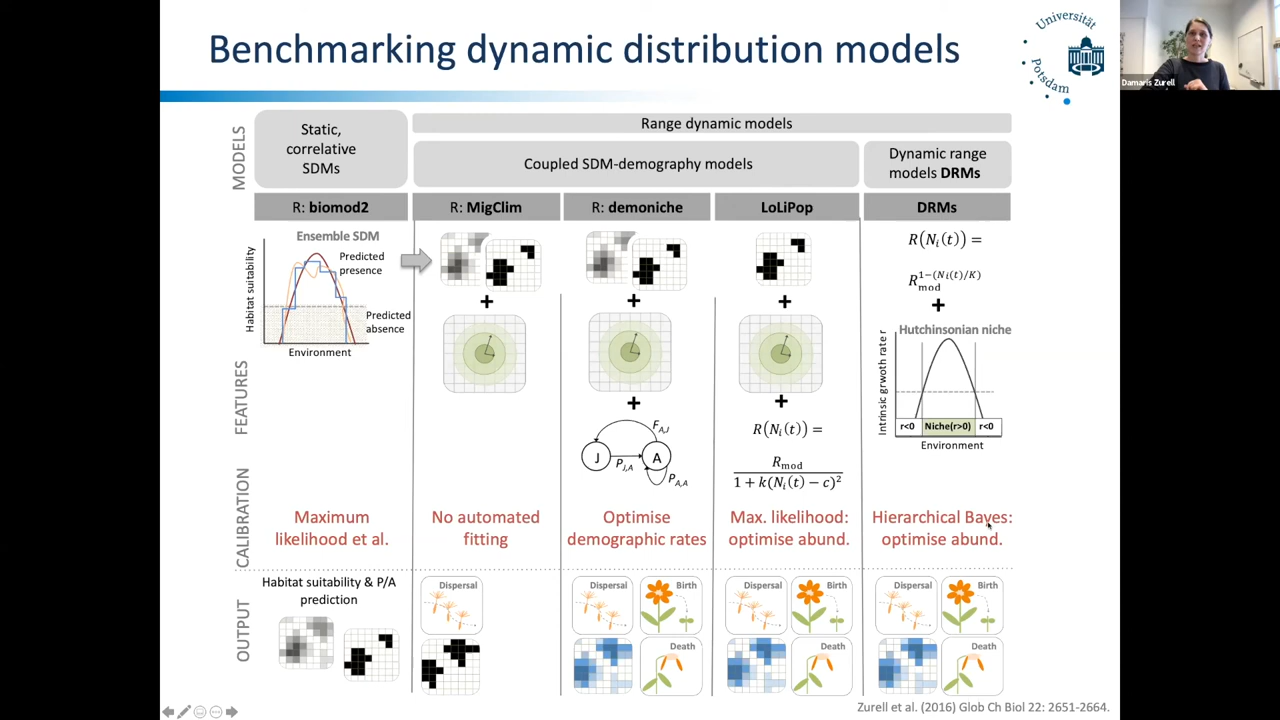 Benchmarking dynamic distribution models
Universität
Potsdam
Damaris Zurell
MODELS
Static,
correlative
SDMs
Range dynamic models
Coupled SDM-demography models
Dynamic range
models DRMs
R: biomod2
R: MigClim
R: demoniche
LoLiPop
DRMs
FEATURES
Ensemble SDM
Habitat suitability
Predicted
presence
Predicted
absence
Environment
+
+
+
J
A
F_A,J
P_J,A
P_A,A
+
+
R(N_i(t)) =
R_mod
1 + k(N_i(t) − c)²
R(N_i(t)) =
R_mod^1−(N_i(t)/K)
+
Hutchinsonian niche
Intrinsic grwoth rate r
r<0
Niche(r>0)
r<0
Environment
CALIBRATION
Maximum
likelihood et al.
No automated
fitting
Optimise
demographic rates
Max. likelihood:
optimise abund.
Hierarchical Bayes:
optimise abund.
OUTPUT
Habitat suitability & P/A
prediction
Dispersal
Dispersal
Birth
Death
Dispersal
Birth
Death
Dispersal
Birth
Death
Zurell et al. (2016) Glob Ch Biol 22: 2651-2664.